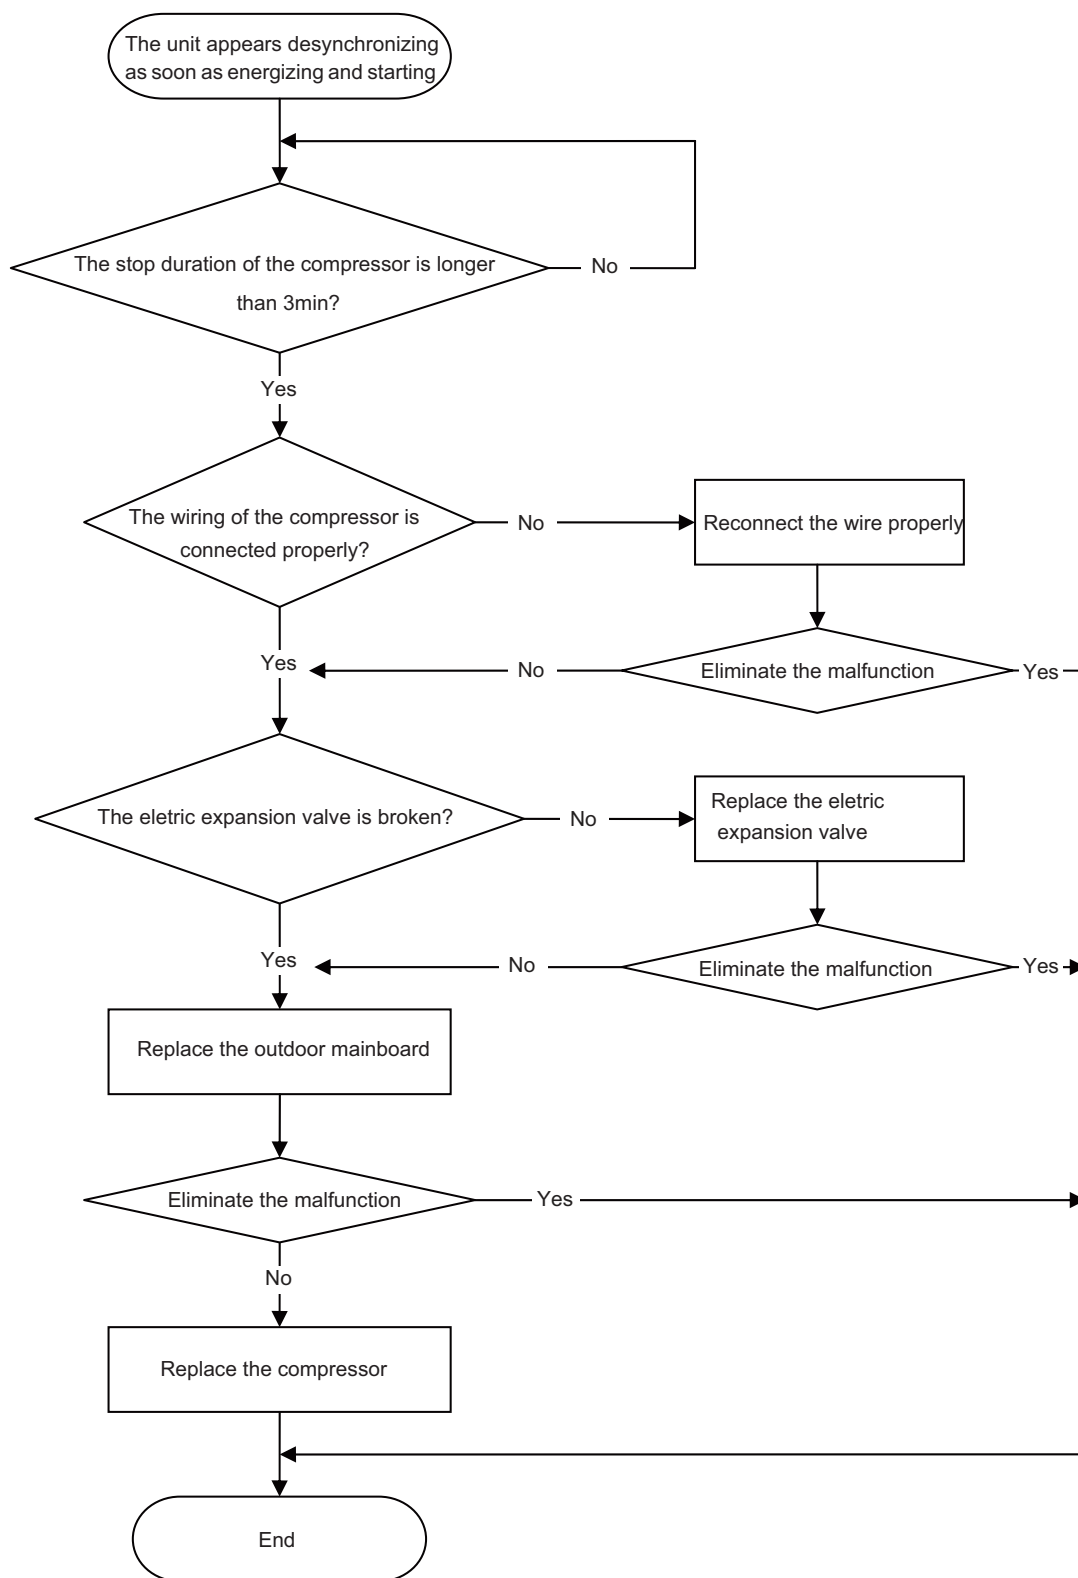 The unit appears desynchronizing
as soon as energizing and starting
The stop duration of the compressor is longer
than 3min?
No
Yes
The wiring of the compressor is
connected properly?
No
Reconnect the wire properly
Yes
No
Eliminate the malfunction
Yes
The eletric expansion valve is broken?
No
Replace the eletric
expansion valve
Yes
No
Eliminate the malfunction
Yes
Replace the outdoor mainboard
Eliminate the malfunction
Yes
No
Replace the compressor
End